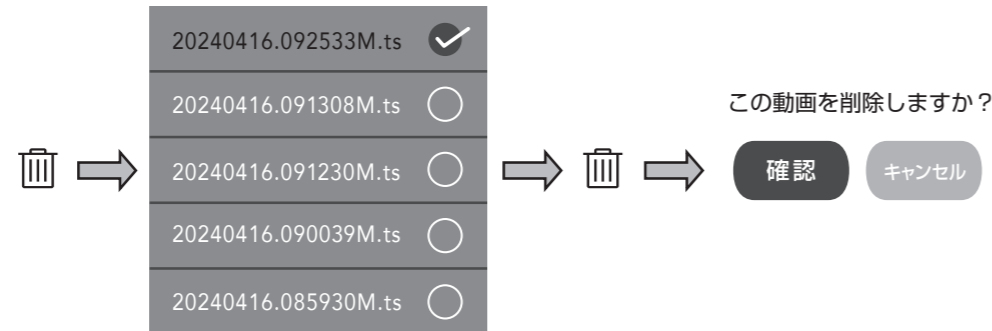 20240416.092533M.ts
20240416.091308M.ts
20240416.091230M.ts
20240416.090039M.ts
20240416.085930M.ts
この動画を削除しますか？
確認
キャンセル